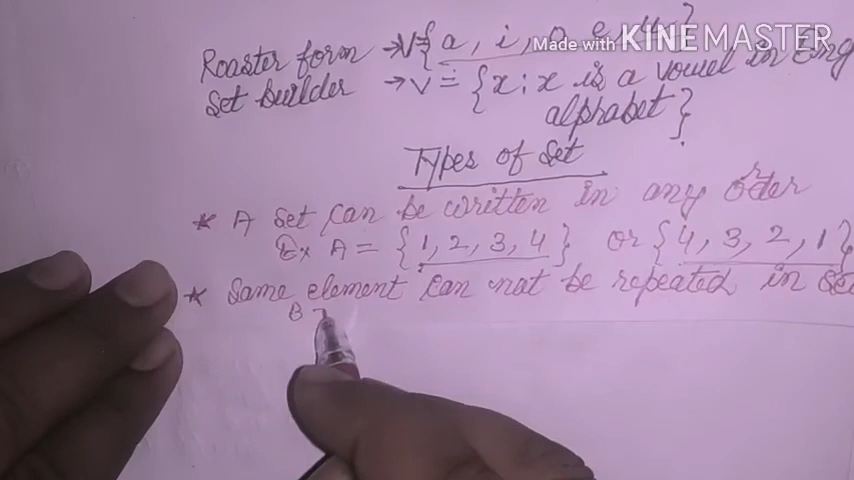 Roaster form → V={a, i, o, e, u}
Made with KINEMASTER
Set builder → V = {x : x is a vowel in Eng
alphabet}
Types of Set
* A set can be written in any order
Ex A = {1, 2, 3, 4} or {4, 3, 2, 1}
* Same element can not be repeated in Se
B